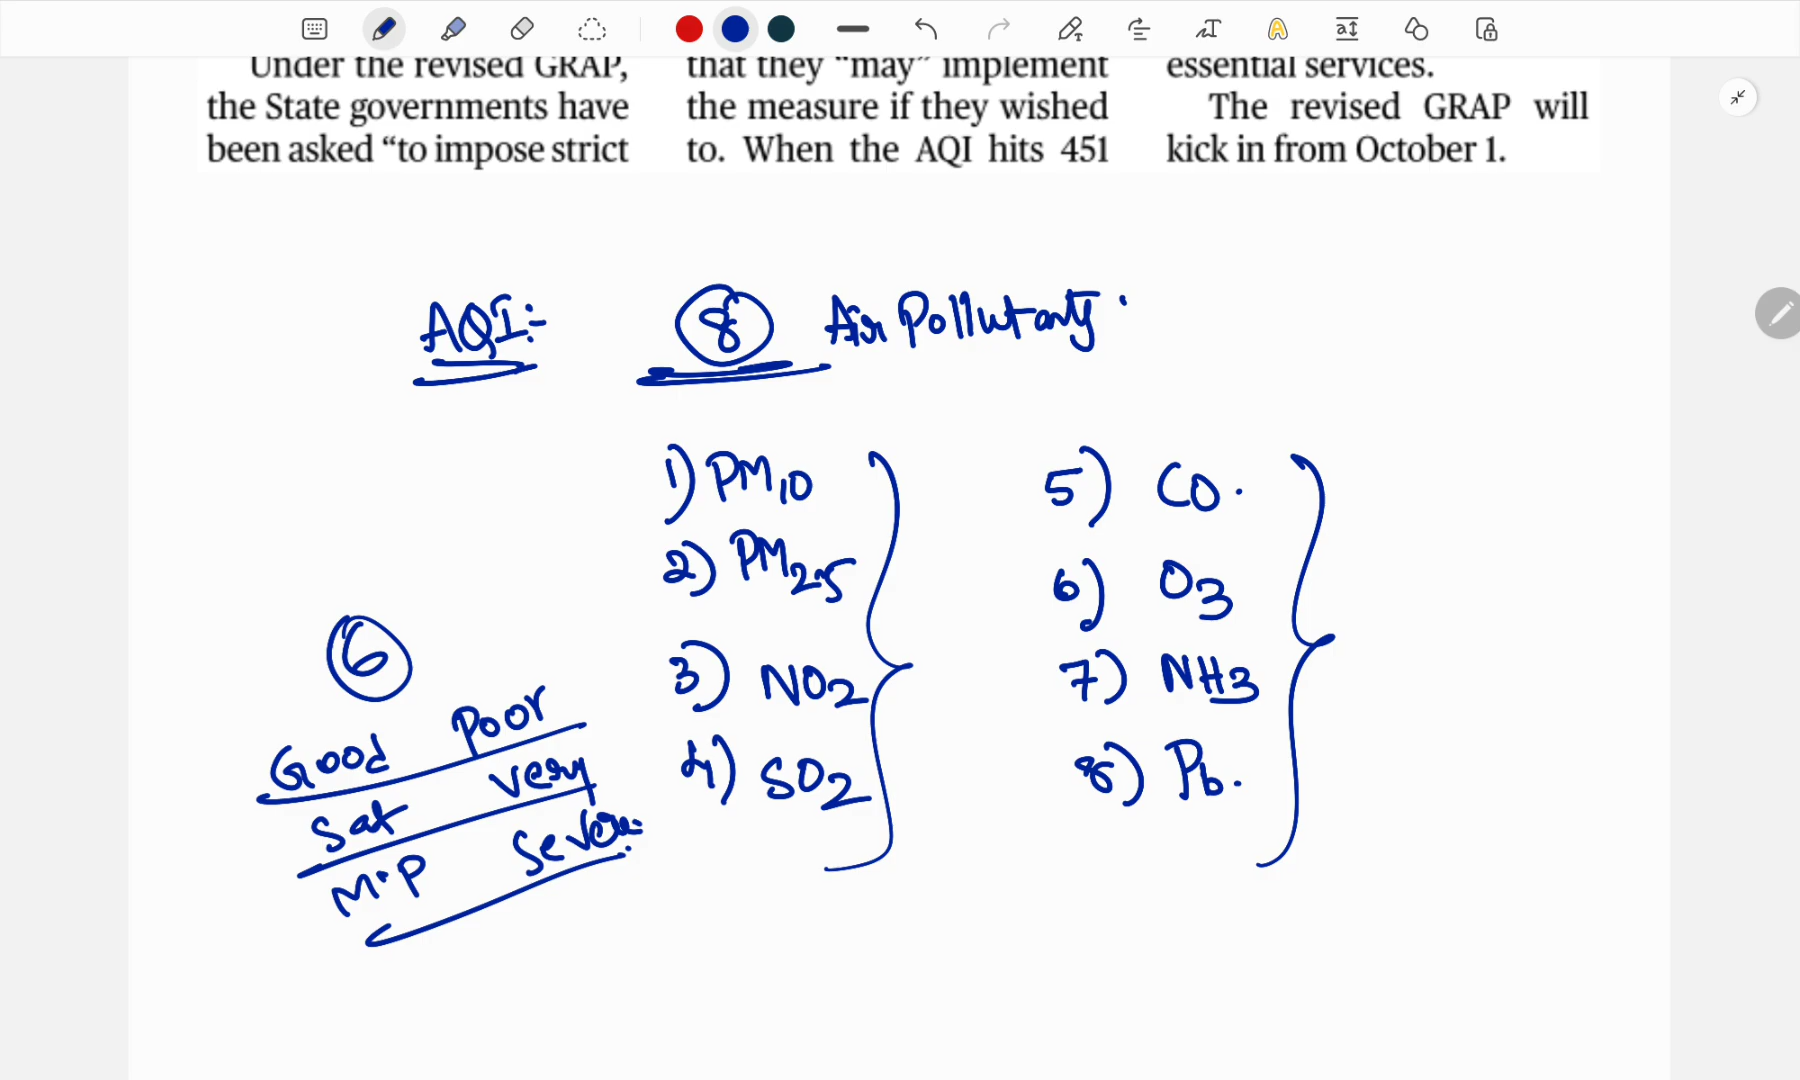 Under the revised GRAP,
the State governments have
been asked “to impose strict
that they “may” implement
the measure if they wished
to. When the AQI hits 451
essential services.
The revised GRAP will
kick in from October 1.
AQI:- 8 Air Pollutants.
1) PM10
2) PM2.5
3) NO2
4) SO2
5) CO.
6) O3
7) NH3
8) Pb.
6
Good Poor
Sat very
M.P Severe: